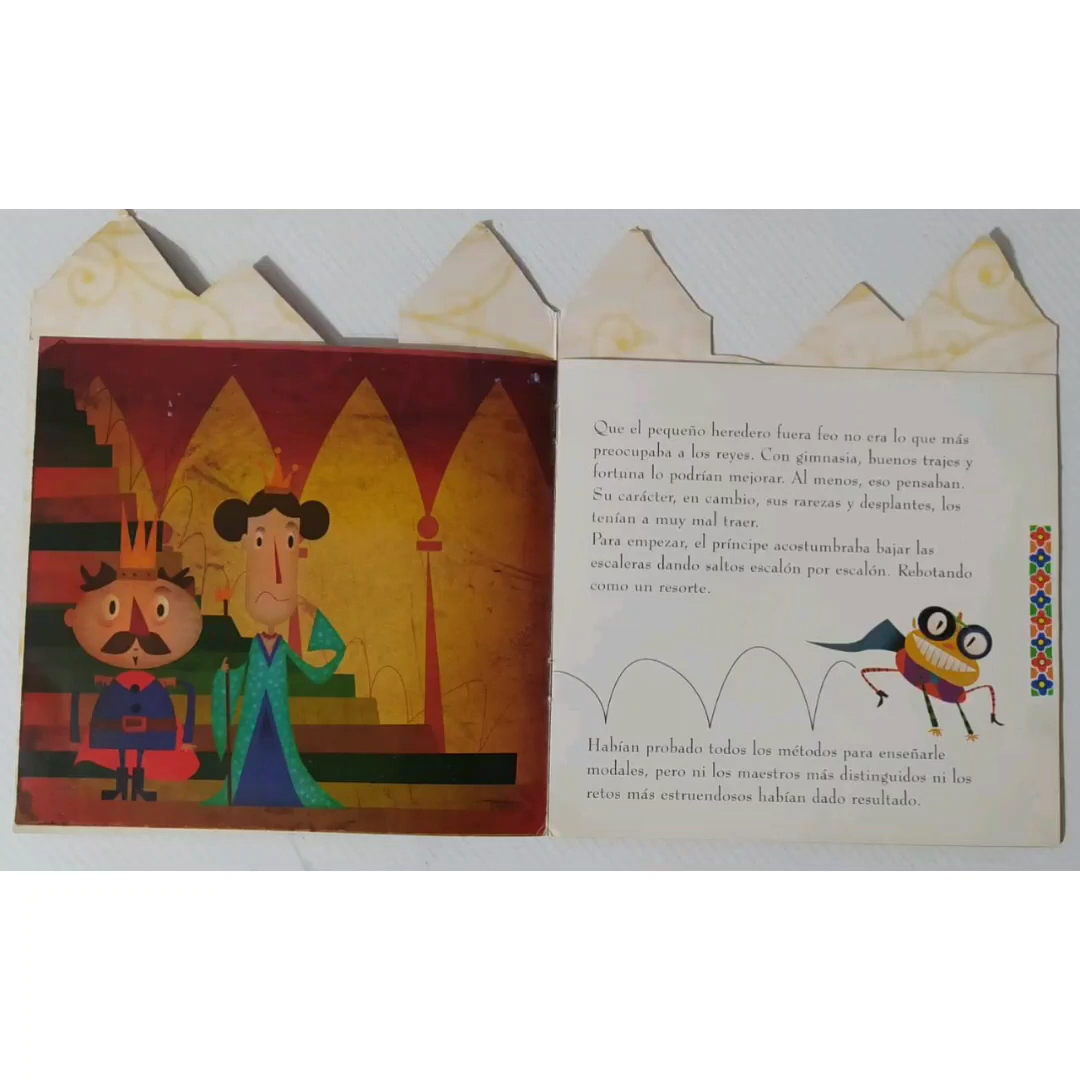 Que el pequeño heredero fuera feo no era lo que más
preocupaba a los reyes. Con gimnasia, buenos trajes y
fortuna lo podrían mejorar. Al menos, eso pensaban.
Su carácter, en cambio, sus rarezas y desplantes, los
tenían a muy mal traer.
Para empezar, el príncipe acostumbraba bajar las
escaleras dando saltos escalón por escalón. Rebotando
como un resorte.
Habían probado todos los métodos para enseñarle
modales, pero ni los maestros más distinguidos ni los
retos más estruendosos habían dado resultado.